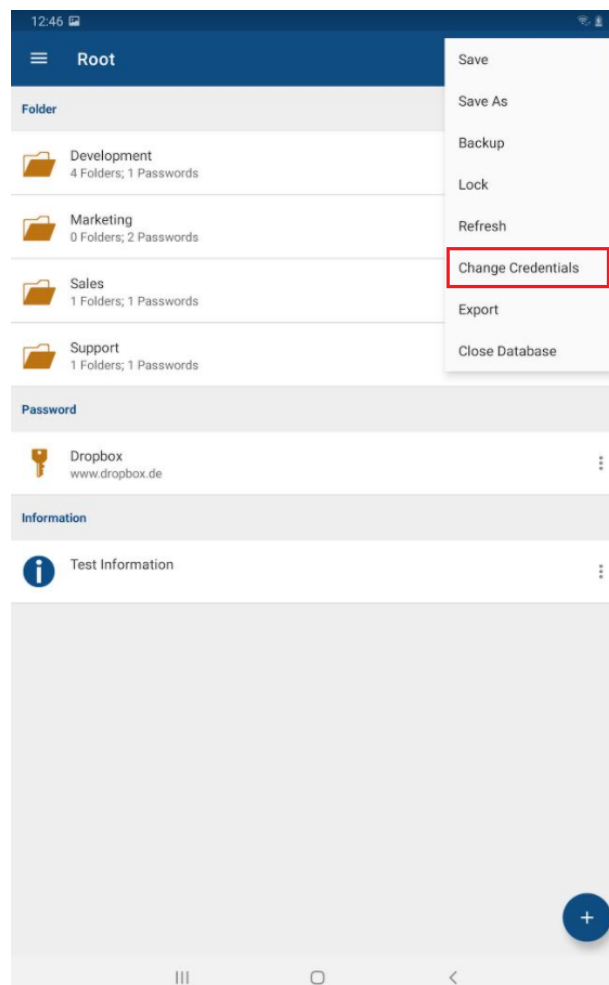 12:46
Root
Save
Save As
Backup
Lock
Refresh
Change Credentials
Export
Close Database
Folder
Development
4 Folders; 1 Passwords
Marketing
0 Folders; 2 Passwords
Sales
1 Folders; 1 Passwords
Support
1 Folders; 1 Passwords
Password
Dropbox
www.dropbox.de
Information
Test Information